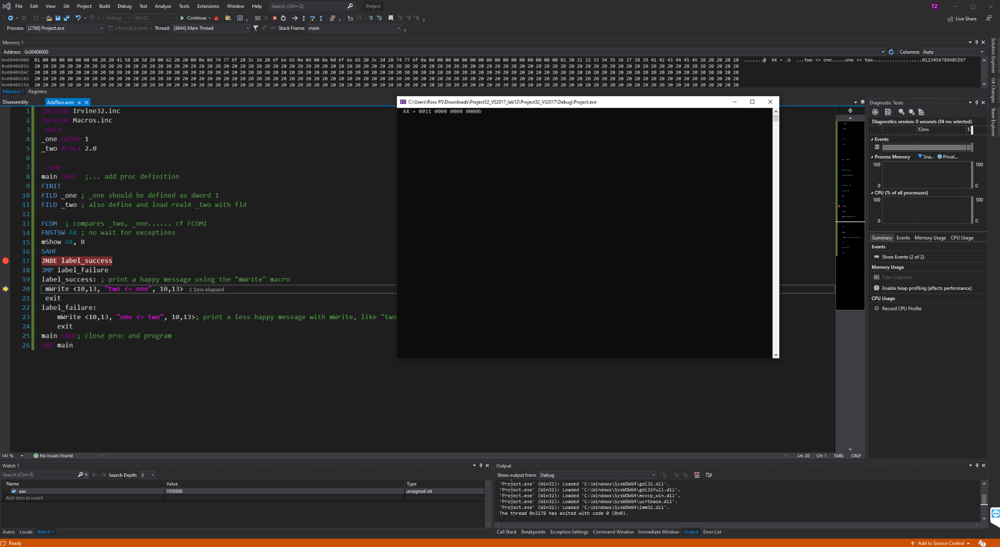 File Edit View Git Project Build Debug Test Analyze Tools Extensions Window Help Search (Ctrl+Q) Project TZ
Debug Win32 Continue Live Share
Process: [2768] Project.exe Lifecycle Events Thread: [8644] Main Thread Stack Frame: main
Memory 1
Address: 0x00406000 Columns: Auto
0x00406000 01 00 00 00 00 00 00 40 20 20 41 58 20 3d 20 00 62 20 20 00 0a 0d 74 77 6f 20 3c 3d 20 6f 6e 65 0a 0d 00 0a 0d 6f 6e 65 20 3c 3d 20 74 77 6f 0a 0d 00 00 00 00 00 00 00 00 00 00 00 00 00 00 00 01 30 31 32 33 34 35 36 37 38 39 41 42 43 44 45 46 20 20 20 20 20 .......@  AX = .b  ...two <= one.....one <= two................0123456789ABCDEF
0x00406056 20 20 20 20 20 20 20 20 20 20 20 20 20 20 20 20 20 20 20 20 20 20 20 20 20 20 20 20 20 20 20 20 20 20 20 20 20 20 20 20 20 20 20 20 20 20 20 20 20 20 20 20 20 20 20 20 20 20 20 20 20 20 20 20 20 20 20 20 20 20 20 20 20 20 20 20 20 20 20 20 20 20 20 20 20 20
0x004060AC 20 20 20 20 20 20 20 20 20 20 20 20 20 20 20 20 20 20 20 20 20 20 20 20 20 20 20 20 20 20 20 20 20 20 20 20 20 20 20 20 20 20 20 20 20 20 20 20 20 20 20 20 20 20 20 20 20 20 20 20 20 20 20 20 20 20 20 20 20 20 20 20 20 20 20 20 20 20 20 20 20 20 20 20 20 20
0x00406102 20 20 20 20 20 20 20 20 20 20 20 20 20 20 20 20 20 20 20 20 20 20 20 20 20 20 20 20 20 20 20 20 20 20 20 20 20 20 20 20 20 20 20 20 20 20 20 20 20 20 20 20 20 20 20 20 20 20 20 20 20 20 20 20 20 20 20 20 20 20 20 20 20 20 20 20 20 20 20 20 20 20 20 20 20 20
0x00406158 20 20 20 20 20 20 20 20 20 20 20 20 20 20 20 20 20 20 20 20 20 20 20 20 20 20 20 20 20 20 20 20 20 20 20 20 20 20 20 20 20 20 20 20 20 20 20 20 20 20 20 20 20 20 20 20 20 20 20 20 20 20 20 20 20 20 20 20 20 20 20 20 20 20 20 20 20 20 20 20 20 20 20 20 20 20
Memory 1 Registers
Disassembly AddTwo.asm
1 INCLUDE Irvine32.inc
2 INCLUDE Macros.inc
3 .data
4 _one DWORD 1
5 _two REAL4 2.0
6
7 .code
8 main PROC  ;... add proc definition
9 FINIT
10 FILD _one ; _one should be defined as dword 1
11 FILD _two ; also define and load real4 _two with fld
12
13 FCOM  ; compares _two, _one...... cf FCOMI
14 FNSTSW AX ; no wait for exceptions
15 mShow AX, B
16 SAHF
17 JNBE label_success
18 JMP label_failure
19 label_success: ; print a happy message using the "mWrite" macro
20 mWrite <10,13, "two <= one", 10,13> ≤ 1ms elapsed
21 exit
22 label_failure:
23 mWrite <10,13, "one <= two", 10,13>; print a less happy message with mWrite, like "two
24 exit
25 main ENDP; close proc and program
26 END main
C:\Users\Ross PS\Downloads\Project32_VS2017_lab12\Project32_VS2017\Debug\Project.exe
AX = 0011 0000 0000 0000b
Diagnostic Tools
Diagnostics session: 0 seconds (14 ms selected)
12ms 13
Events
Process Memory Sna.. Privat...
100 100
0 0
CPU (% of all processors)
100 100
0 0
Summary Events Memory Usage CPU Usage
Events
Show Events (2 of 2)
Memory Usage
Take Snapshot
Enable heap profiling (affects performance)
CPU Usage
Record CPU Profile
Solution Explorer
Git Changes
Team Explorer
141 % No issues found Ln: 20 Ch: 1 TABS CRLF
Watch 1
Search (Ctrl+E) Search Depth: 3
Name Value Type
eax 1650688 unsigned int
Add item to watch
Autos Locals Watch 1
Output
Show output from: Debug
'Project.exe' (Win32): Loaded 'C:\Windows\SysWOW64\gdi32.dll'.
'Project.exe' (Win32): Loaded 'C:\Windows\SysWOW64\gdi32full.dll'.
'Project.exe' (Win32): Loaded 'C:\Windows\SysWOW64\msvcp_win.dll'.
'Project.exe' (Win32): Loaded 'C:\Windows\SysWOW64\ucrtbase.dll'.
'Project.exe' (Win32): Loaded 'C:\Windows\SysWOW64\imm32.dll'.
The thread 0x3278 has exited with code 0 (0x0).
Call Stack Breakpoints Exception Settings Command Window Immediate Window Output Error List
Ready Add to Source Control 1